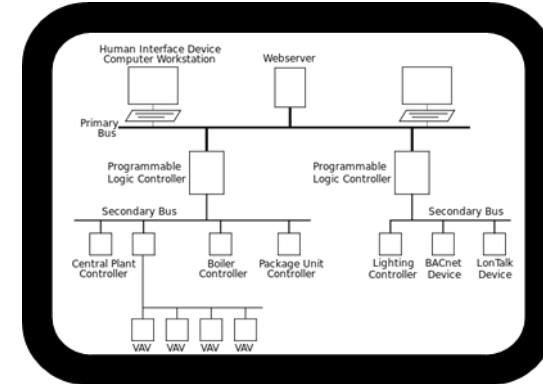 Human Interface Device
Computer Workstation
Webserver
Primary
Bus
Programmable
Logic Controller
Programmable
Logic Controller
Secondary Bus
Secondary Bus
Central Plant
Controller
Boiler
Controller
Package Unit
Controller
Lighting
Controller
BACnet
Device
LonTalk
Device
VAV
VAV
VAV
VAV